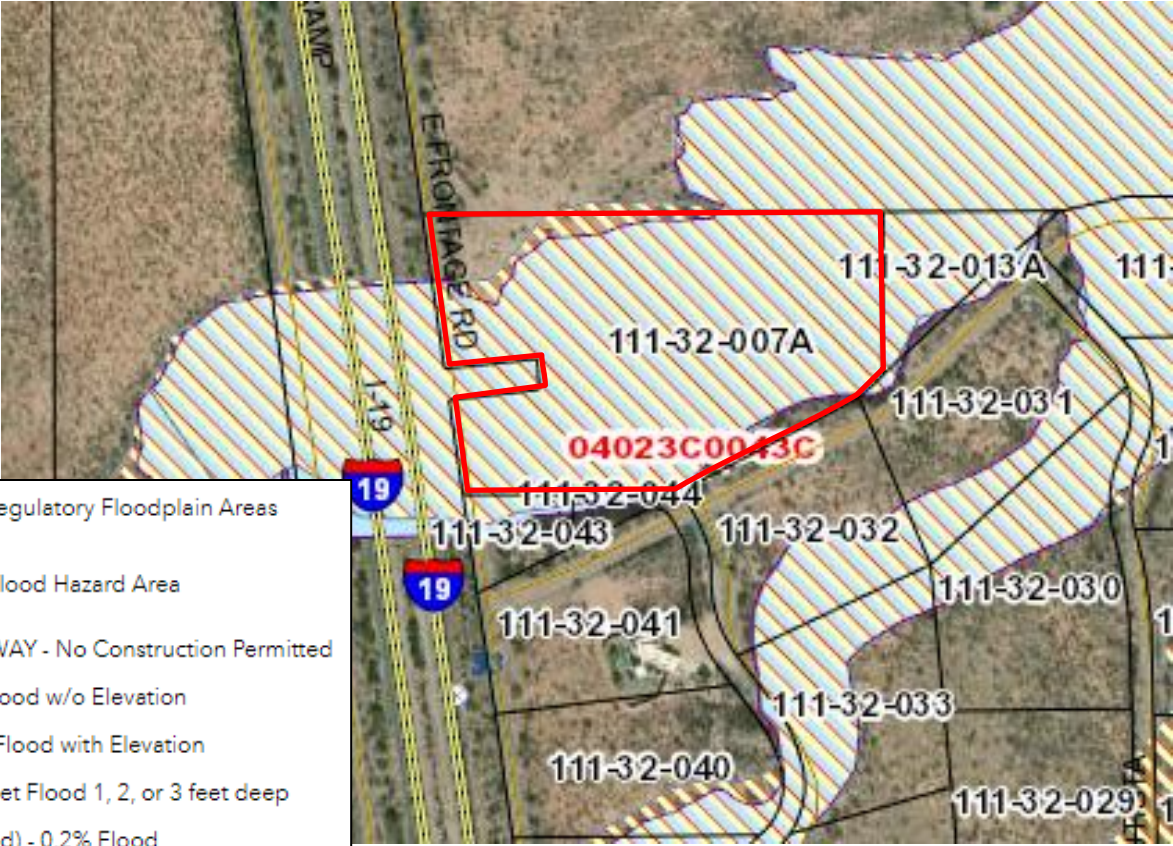 RAMP
E FRONTAGE RD
111-32-013A
111-
111-32-007A
I-19
111-32-031
04023C0043C
19
111-32-044
111-32-043
111-32-032
19
111-32-030
111-32-041
111-32-033
111-32-040
111-32-029
egulatory Floodplain Areas
lood Hazard Area
WAY - No Construction Permitted
ood w/o Elevation
Flood with Elevation
et Flood 1, 2, or 3 feet deep
d) - 0.2% Flood